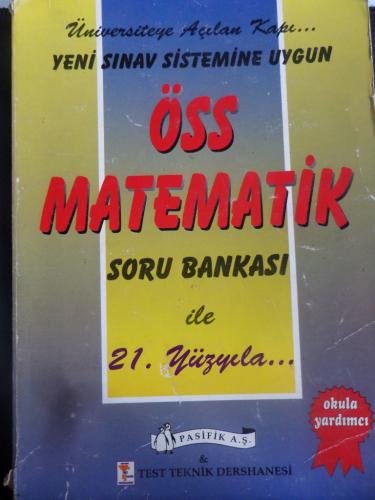 Üniversiteye Açılan Kapı...
YENİ SINAV SİSTEMİNE UYGUN
ÖSS
MATEMATİK
SORU BANKASI
ile
21. Yüzyıla...
okula
yardımcı
PASİFİK A.Ş.
&
TEST TEKNİK DERSHANESİ